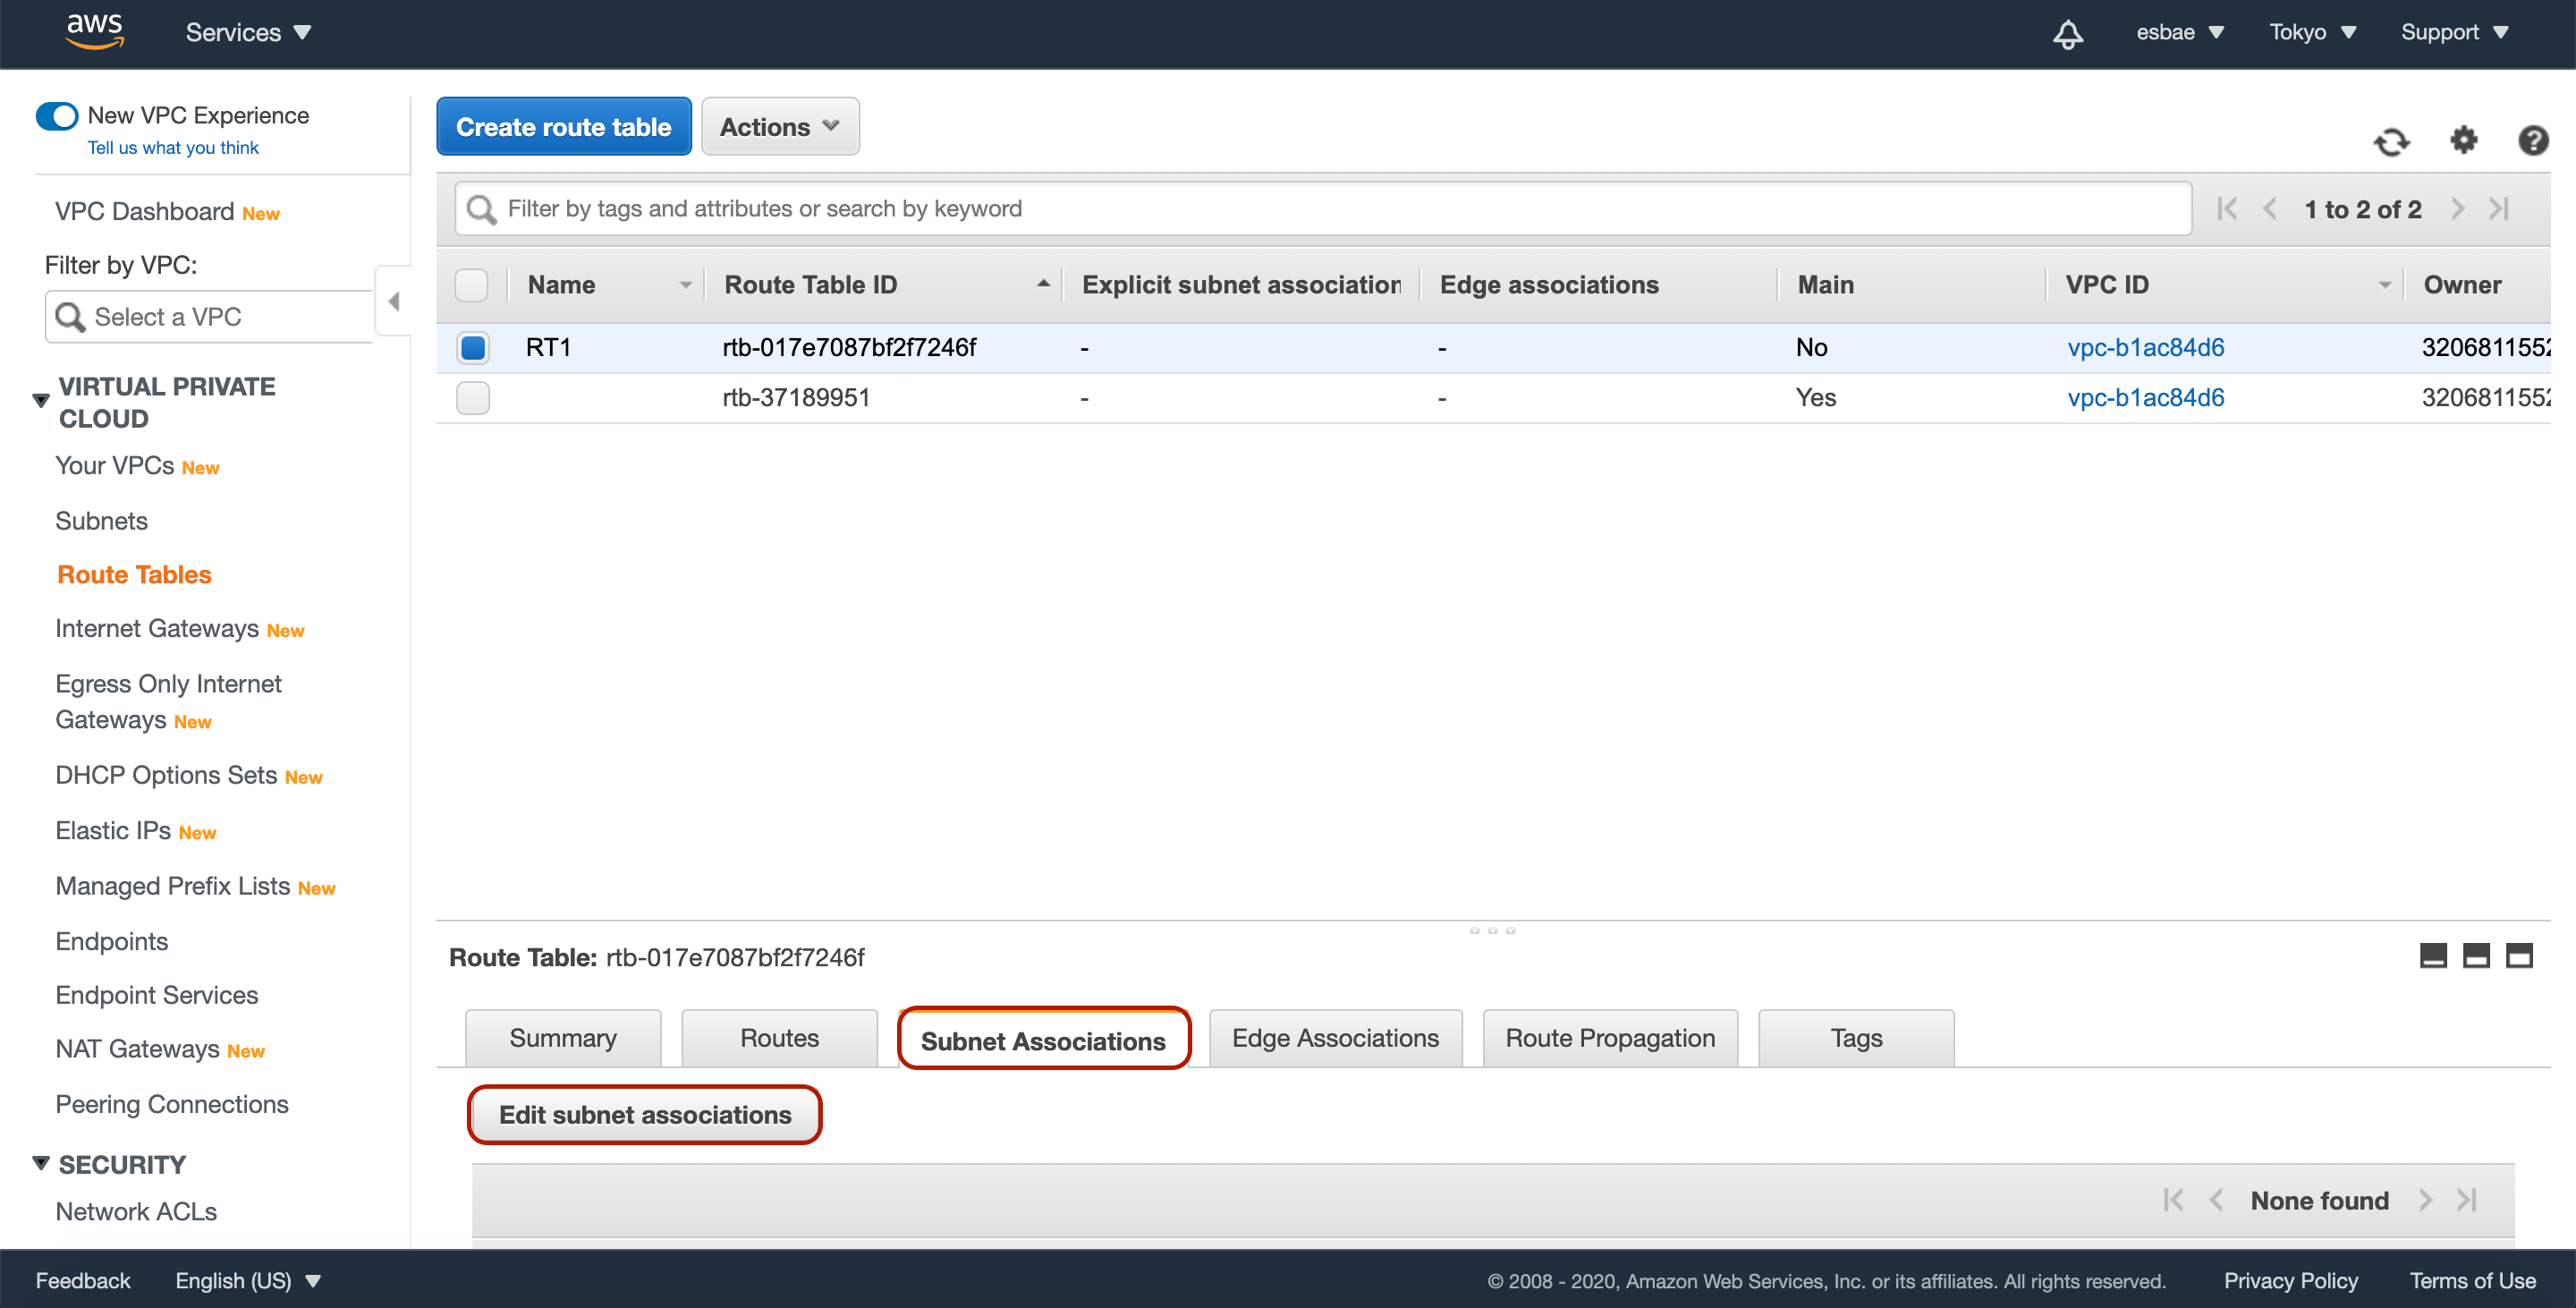 aws Services esbae Tokyo Support
New VPC Experience
Tell us what you think
VPC Dashboard New
Filter by VPC:
Select a VPC
VIRTUAL PRIVATE
CLOUD
Your VPCs New
Subnets
Route Tables
Internet Gateways New
Egress Only Internet
Gateways New
DHCP Options Sets New
Elastic IPs New
Managed Prefix Lists New
Endpoints
Endpoint Services
NAT Gateways New
Peering Connections
SECURITY
Network ACLs
Create route table Actions
Filter by tags and attributes or search by keyword 1 to 2 of 2
Name Route Table ID Explicit subnet association Edge associations Main VPC ID Owner
RT1 rtb-017e7087bf2f7246f - - No vpc-b1ac84d6 3206811552
rtb-37189951 - - Yes vpc-b1ac84d6 3206811552
Route Table: rtb-017e7087bf2f7246f
Summary Routes Subnet Associations Edge Associations Route Propagation Tags
Edit subnet associations
None found
Feedback English (US) © 2008 - 2020, Amazon Web Services, Inc. or its affiliates. All rights reserved. Privacy Policy Terms of Use